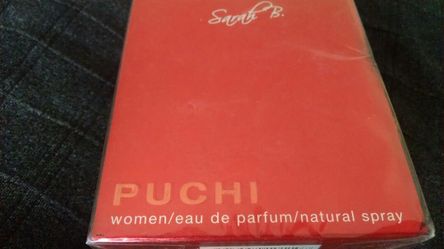 Sarah B.
PUCHI
women/eau de parfum/natural spray